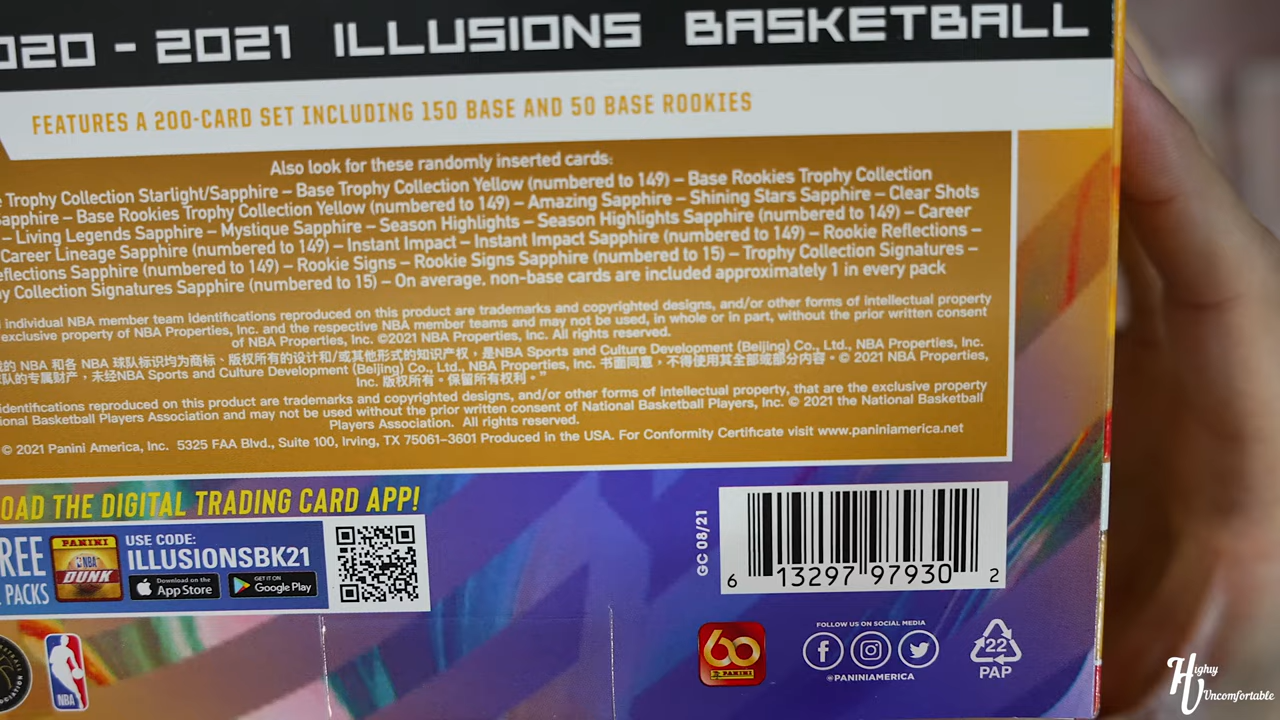 020 - 2021 ILLUSIONS BASKETBALL
FEATURES A 200-CARD SET INCLUDING 150 BASE AND 50 BASE ROOKIES
Also look for these randomly inserted cards:
e Trophy Collection Starlight/Sapphire – Base Trophy Collection Yellow (numbered to 149) – Base Rookies Trophy Collection
Sapphire – Base Rookies Trophy Collection Yellow (numbered to 149) – Amazing Sapphire – Shining Stars Sapphire – Clear Shots
– Living Legends Sapphire – Mystique Sapphire – Season Highlights – Season Highlights Sapphire (numbered to 149) – Career
Career Lineage Sapphire (numbered to 149) – Instant Impact – Instant Impact Sapphire (numbered to 149) – Rookie Reflections –
eflections Sapphire (numbered to 149) – Rookie Signs – Rookie Signs Sapphire (numbered to 15) – Trophy Collection Signatures –
y Collection Signatures Sapphire (numbered to 15) – On average, non-base cards are included approximately 1 in every pack
individual NBA member team Identifications reproduced on this product are trademarks and copyrighted designs, and/or other forms of intellectual property
exclusive property of NBA Properties, Inc. and the respective NBA member teams and may not be used, in whole or in part, without the prior written consent
of NBA Properties, Inc. ©2021 NBA Properties, Inc. All rights reserved.
的 NBA 和各 NBA 球队标识均为商标、版权所有的设计和/或其他形式的知识产权，是NBA Sports and Culture Development (Beijing) Co., Ltd., NBA Properties, Inc.
队的专属财产，未经NBA Sports and Culture Development (Beijing) Co., Ltd., NBA Properties, Inc. 书面同意，不得使用其全部或部分内容。© 2021 NBA Properties,
Inc. 版权所有。保留所有权利。”
identifications reproduced on this product are trademarks and copyrighted designs, and/or other forms of intellectual property, that are the exclusive property
ional Basketball Players Association and may not be used without the prior written consent of National Basketball Players, Inc. © 2021 the National Basketball
Players Association. All rights reserved.
© 2021 Panini America, Inc. 5325 FAA Blvd., Suite 100, Irving, TX 75061-3601 Produced in the USA. For Conformity Certificate visit www.paniniamerica.net
OAD THE DIGITAL TRADING CARD APP!
REE
PACKS
PANINI
NBA
DUNK
USE CODE:
ILLUSIONSBK21
Download on the
App Store
GET IT ON
Google Play
GC 08/21
6 13297 97930 2
NBA
60
PANINI
FOLLOW US ON SOCIAL MEDIA
@PANINIAMERICA
22
PAP
Highly
Uncomfortable